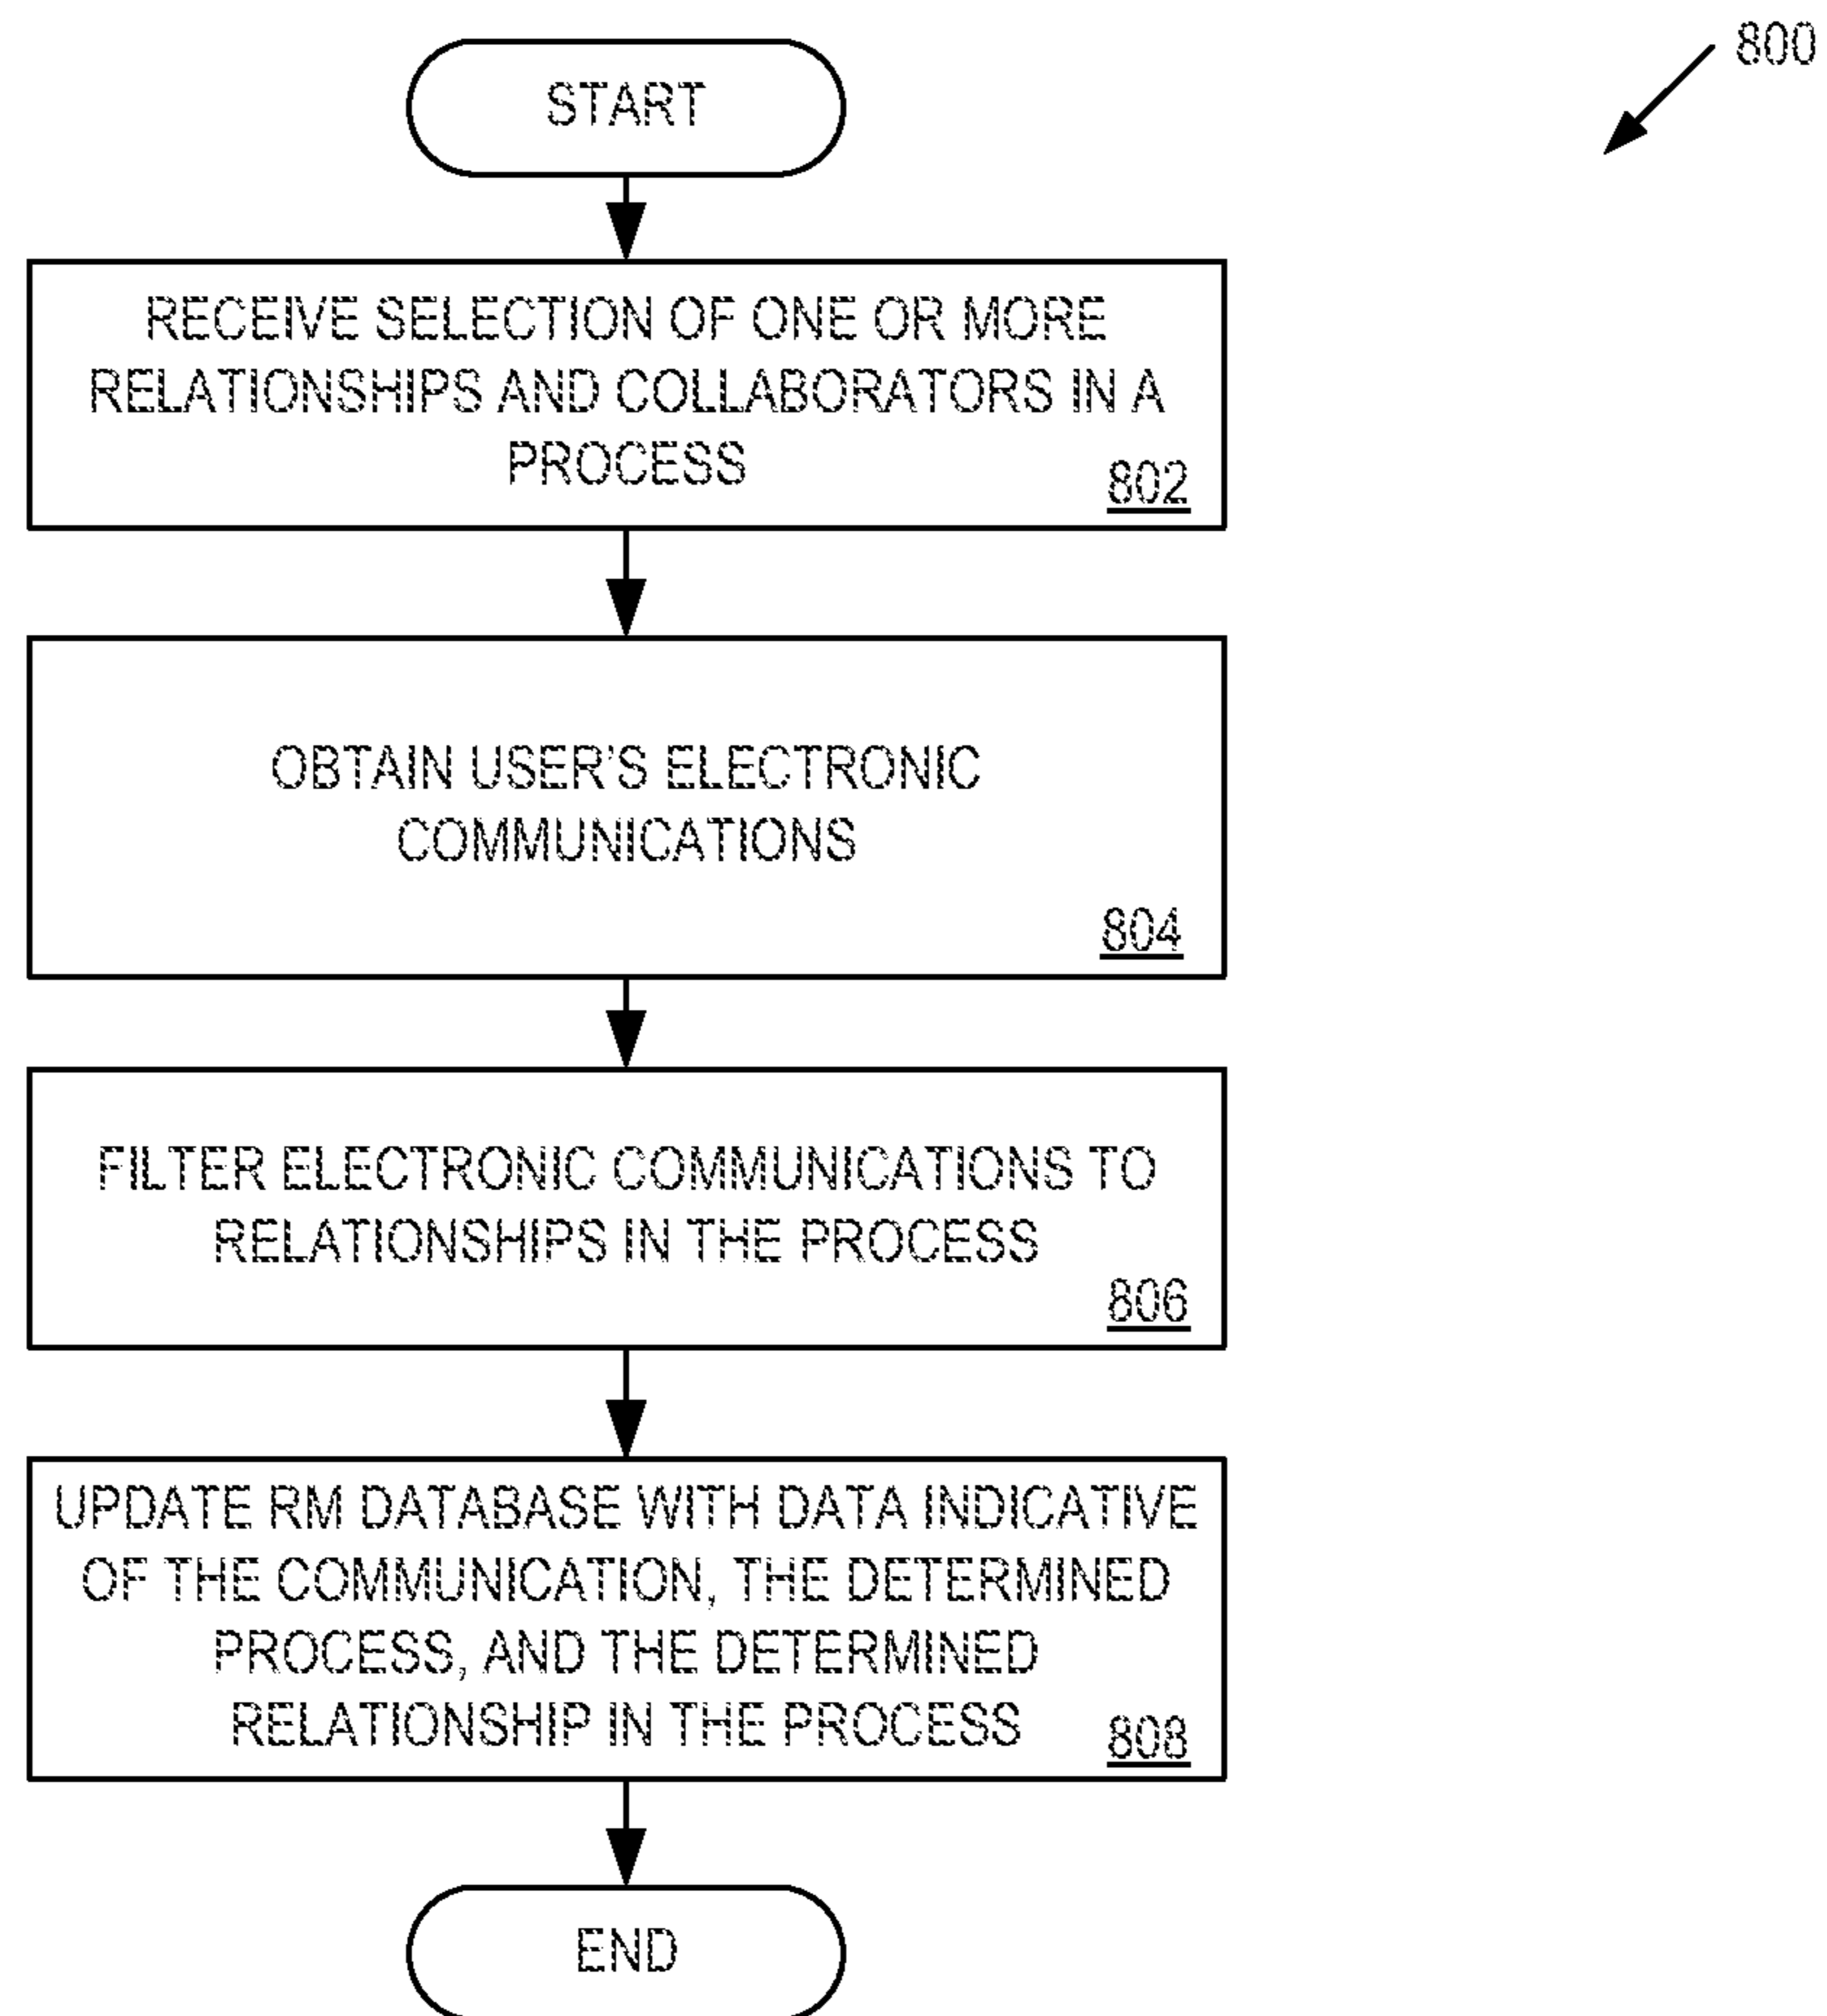 800
START
RECEIVE SELECTION OF ONE OR MORE
RELATIONSHIPS AND COLLABORATORS IN A
PROCESS
802
OBTAIN USER'S ELECTRONIC
COMMUNICATIONS
804
FILTER ELECTRONIC COMMUNICATIONS TO
RELATIONSHIPS IN THE PROCESS
806
UPDATE RM DATABASE WITH DATA INDICATIVE
OF THE COMMUNICATION, THE DETERMINED
PROCESS, AND THE DETERMINED
RELATIONSHIP IN THE PROCESS
808
END